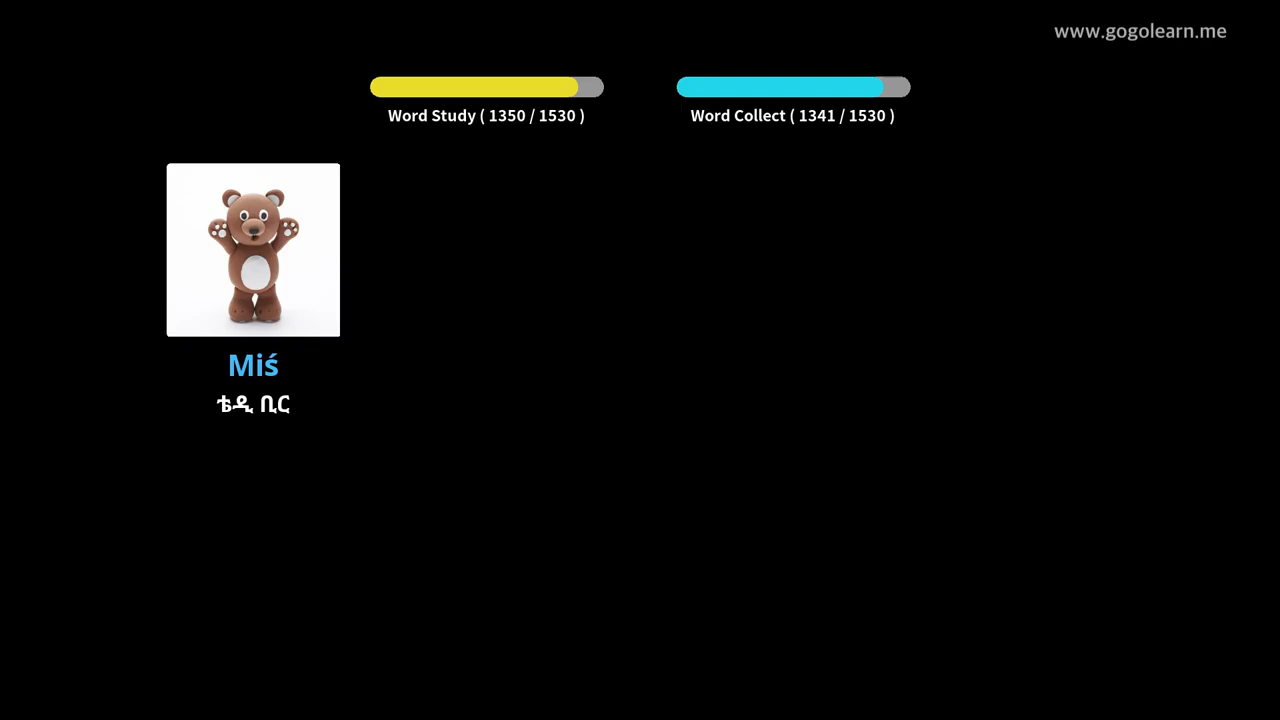 www.gogolearn.me
Word Study ( 1350 / 1530 )
Word Collect ( 1341 / 1530 )
Miś
ቴዲ ቢር